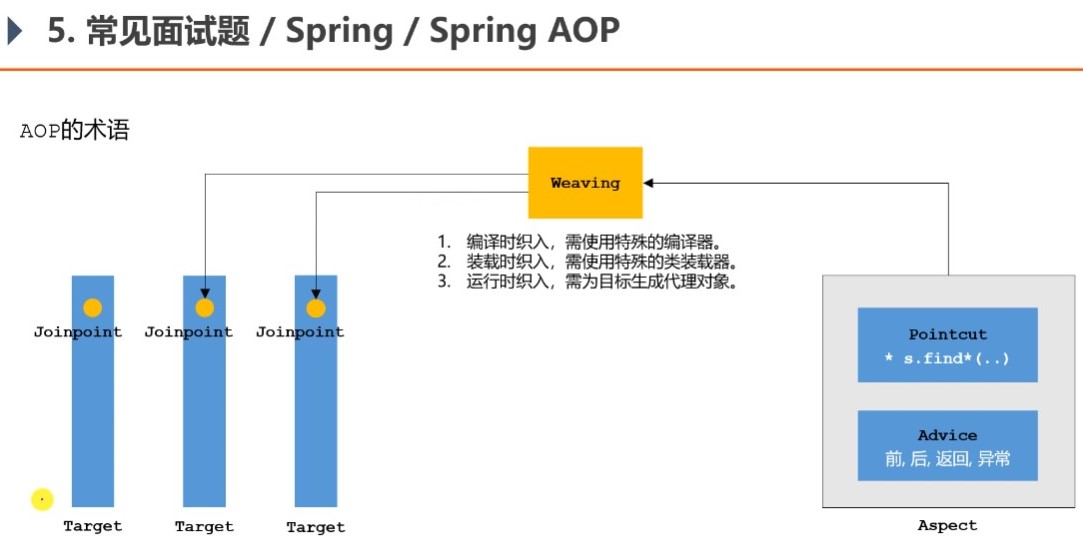 5. 常见面试题 / Spring / Spring AOP
AOP的术语
Weaving
1. 编译时织入，需使用特殊的编译器。
2. 装载时织入，需使用特殊的类装载器。
3. 运行时织入，需为目标生成代理对象。
Joinpoint
Joinpoint
Joinpoint
Pointcut
* s.find*(..)
Advice
前, 后, 返回, 异常
Target
Target
Target
Aspect